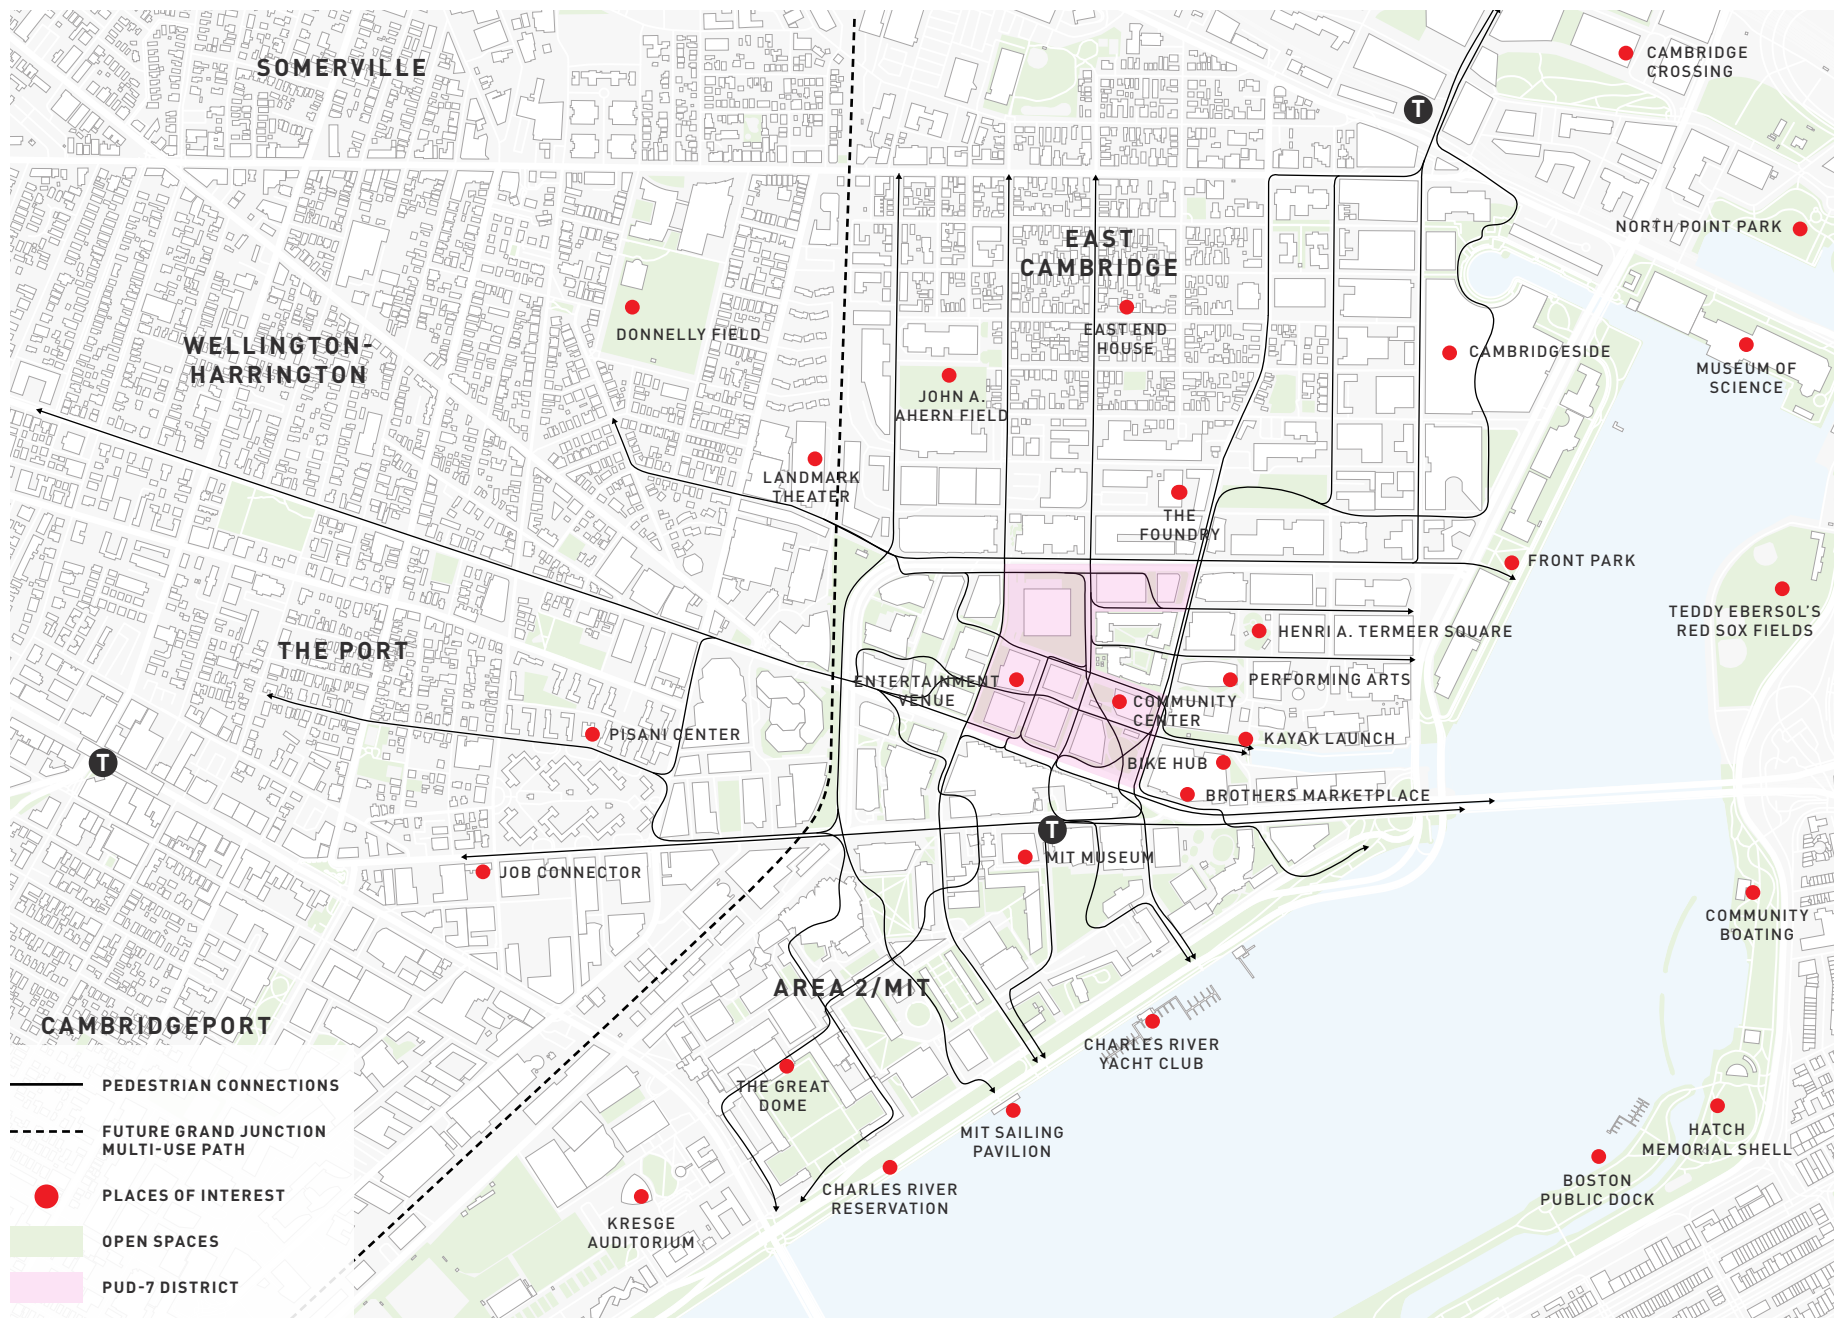 SOMERVILLE
CAMBRIDGE
CROSSING
T
NORTH POINT PARK
EAST
CAMBRIDGE
DONNELLY FIELD
EAST END
HOUSE
WELLINGTON-
HARRINGTON
CAMBRIDGESIDE
MUSEUM OF
SCIENCE
JOHN A.
AHERN FIELD
LANDMARK
THEATER
THE
FOUNDRY
FRONT PARK
TEDDY EBERSOL'S
RED SOX FIELDS
HENRI A. TERMEER SQUARE
THE PORT
ENTERTAINMENT
VENUE
PERFORMING ARTS
COMMUNITY
CENTER
PISANI CENTER
KAYAK LAUNCH
T
BIKE HUB
BROTHERS MARKETPLACE
T
MIT MUSEUM
JOB CONNECTOR
COMMUNITY
BOATING
AREA 2/MIT
CAMBRIDGEPORT
CHARLES RIVER
YACHT CLUB
THE GREAT
DOME
MIT SAILING
PAVILION
HATCH
MEMORIAL SHELL
BOSTON
PUBLIC DOCK
CHARLES RIVER
RESERVATION
KRESGE
AUDITORIUM
PEDESTRIAN CONNECTIONS
FUTURE GRAND JUNCTION
MULTI-USE PATH
PLACES OF INTEREST
OPEN SPACES
PUD-7 DISTRICT